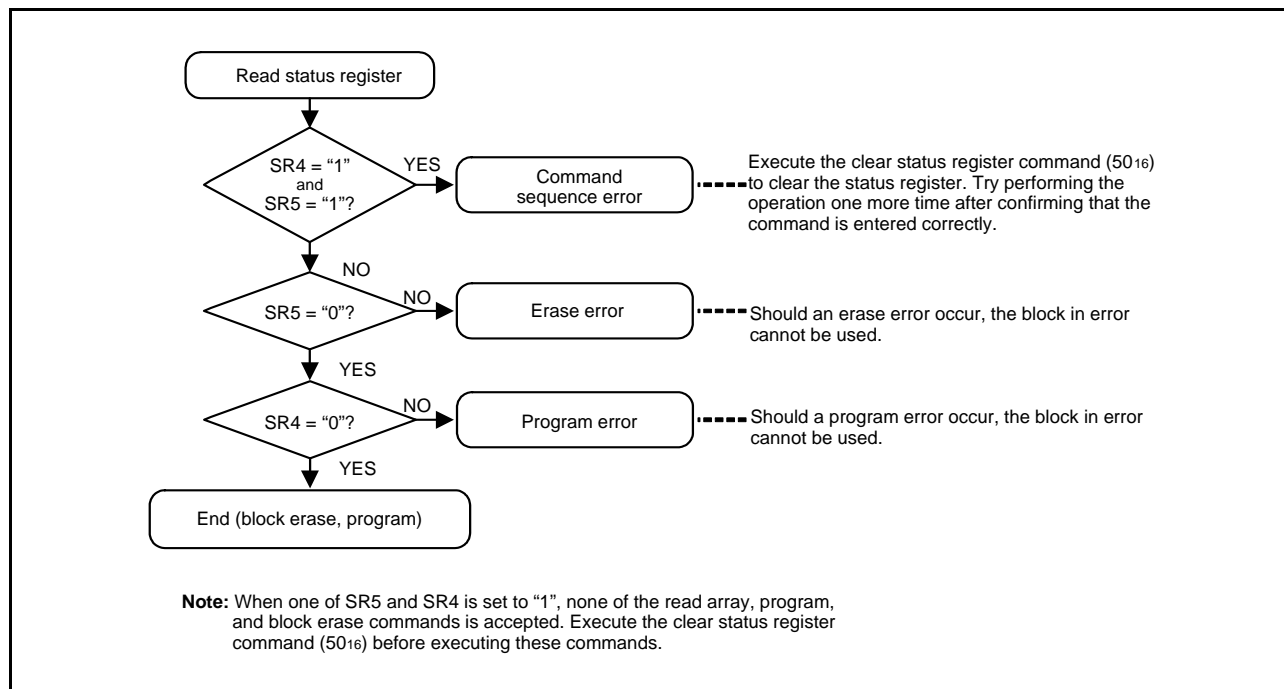 Read status register
SR4 = “1”
and
SR5 = “1”?
YES
Command
sequence error
Execute the clear status register command (5016)
to clear the status register. Try performing the
operation one more time after confirming that the
command is entered correctly.
NO
SR5 = “0”?
NO
Erase error
Should an erase error occur, the block in error
cannot be used.
YES
SR4 = “0”?
NO
Program error
Should a program error occur, the block in error
cannot be used.
YES
End (block erase, program)
Note: When one of SR5 and SR4 is set to “1”, none of the read array, program,
and block erase commands is accepted. Execute the clear status register
command (5016) before executing these commands.